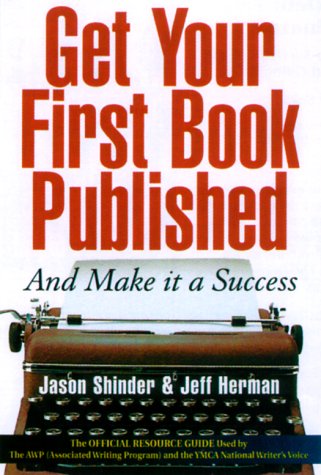 Get Your
First Book
Published
And Make it a Success
Jason Shinder & Jeff Herman
The OFFICIAL RESOURCE GUIDE Used by
The AWP (Associated Writing Program) and the YMCA National Writer's Voice